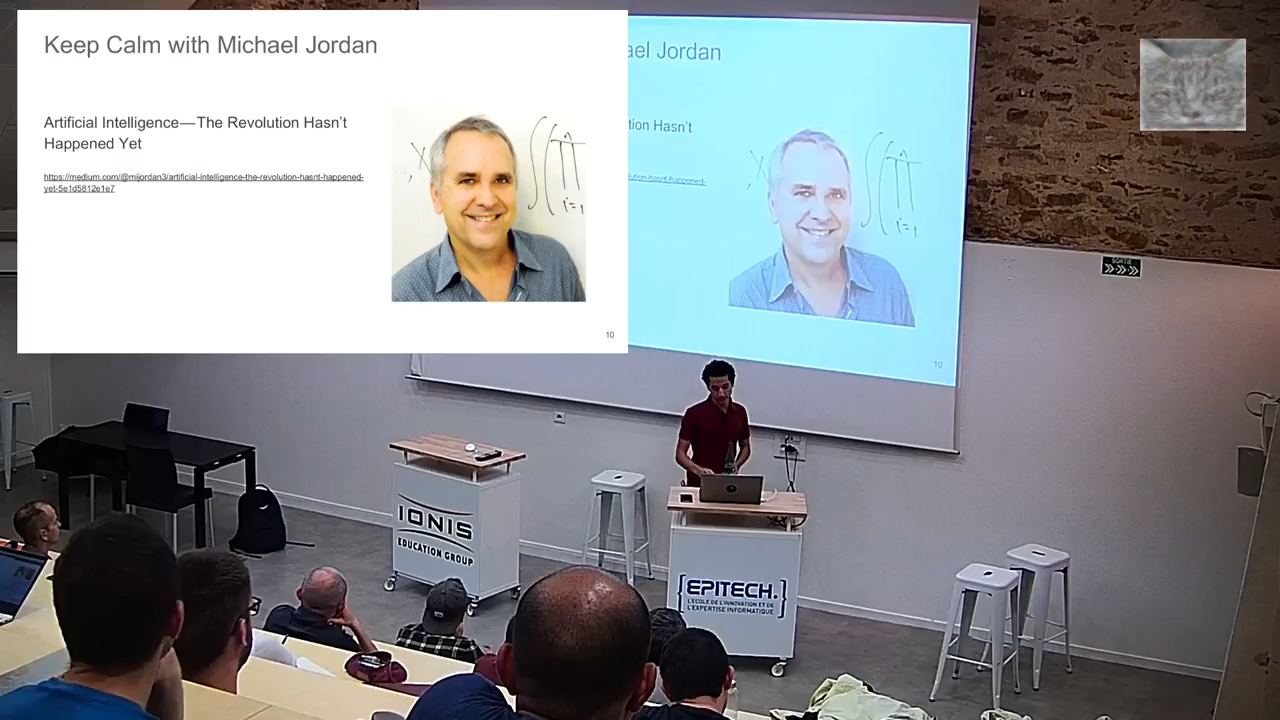 Keep Calm with Michael Jordan
Artificial Intelligence—The Revolution Hasn't
Happened Yet
https://medium.com/@mijordan3/artificial-intelligence-the-revolution-hasnt-happened-
yet-5e1d5812e1e7
10
ael Jordan
tion Hasn't
lution-hasnt-happened-
10
SORTIE
IONIS
EDUCATION GROUP
{EPITECH.}
L'ECOLE DE L'INNOVATION ET DE
L'EXPERTISE INFORMATIQUE